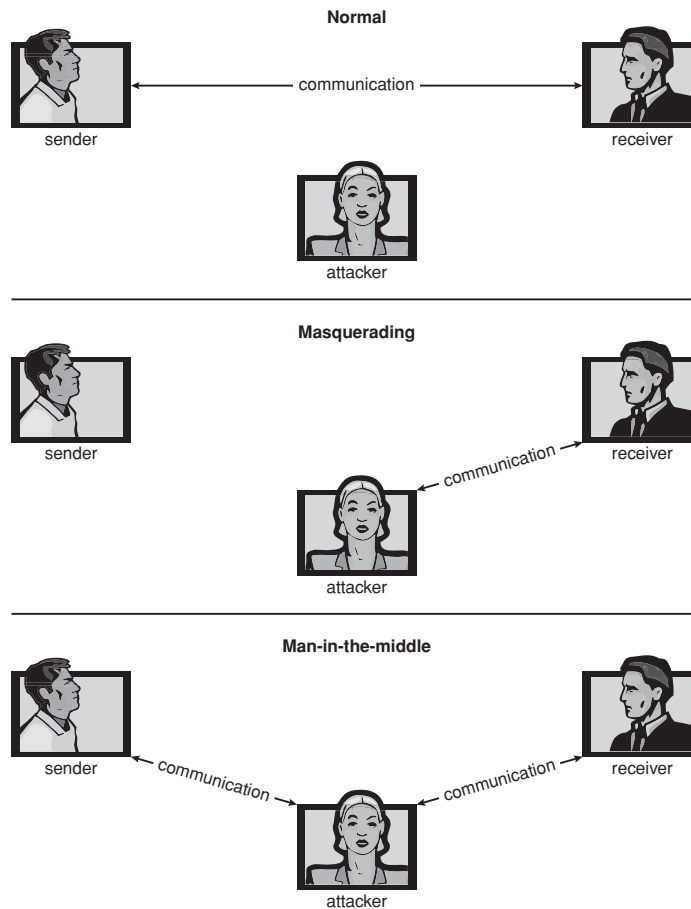 Normal
communication
sender
receiver
attacker
Masquerading
sender
receiver
communication
attacker
Man-in-the-middle
sender
receiver
communication
communication
attacker